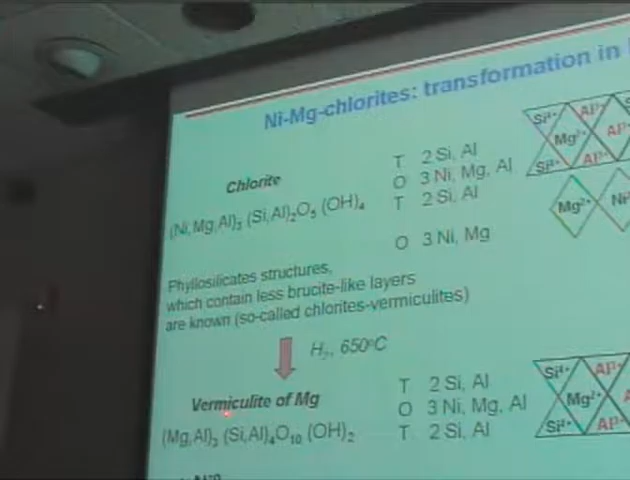 Ni-Mg-chlorites: transformation in
Chlorite
(Ni,Mg,Al)₃ (Si,Al)₂O₅ (OH)₄
T 2 Si, Al
O 3 Ni, Mg, Al
T 2 Si, Al
O 3 Ni, Mg
Si⁴⁺ Al³⁺
Mg²⁺ Al³⁺
Si⁴⁺ Al³⁺
Mg²⁺
Phyllosilicates structures,
which contain less brucite-like layers
are known (so-called chlorites-vermiculites)
H₂, 650°C
Vermiculite of Mg
(Mg,Al)₃ (Si,Al)₄O₁₀ (OH)₂
T 2 Si, Al
O 3 Ni, Mg, Al
T 2 Si, Al
Si⁴⁺ Al³⁺
Mg²⁺
Si⁴⁺ Al³⁺